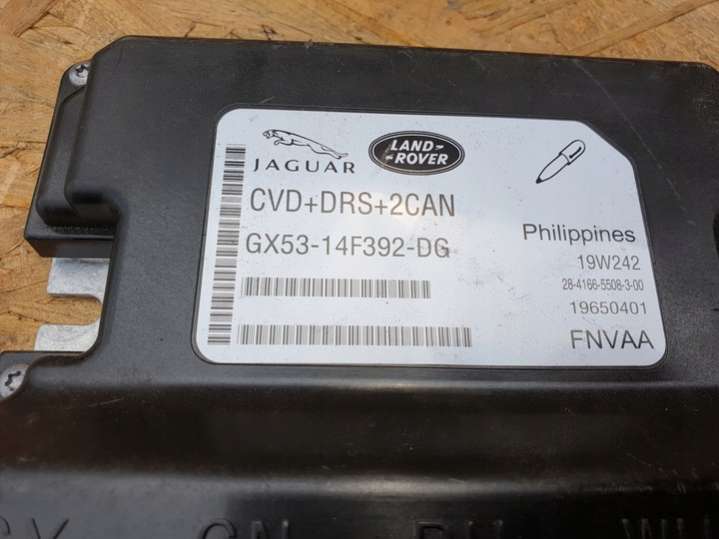 JAGUAR
LAND-
-ROVER
CVD+DRS+2CAN
GX53-14F392-DG
Philippines
19W242
28-4166-5508-3-00
19650401
FNVAA